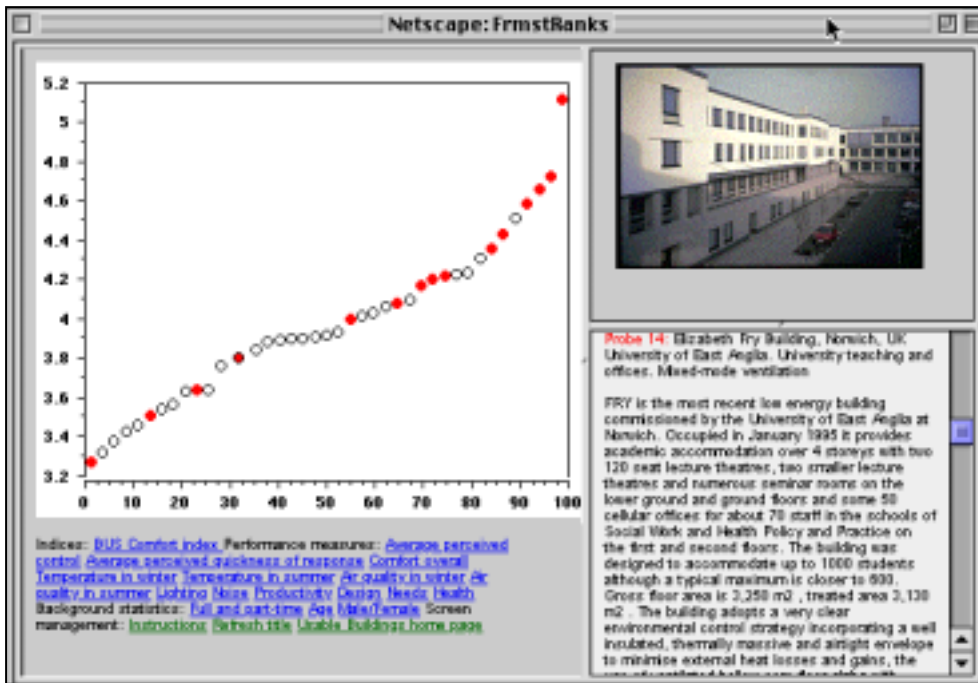 Netscape: FrmstBanks
5.2
5
4.8
4.6
4.4
4.2
4
3.8
3.6
3.4
3.2
0 10 20 30 40 50 60 70 80 90 100
Indices: BUS Comfort index Performance measures: Average perceived
control Average perceived quickness of response Comfort overall
Temperature in winter Temperature in summer Air quality in winter Air
quality in summer Lighting Noise Productivity Design Needs Health
Background statistics: Full and part-time Age Male/Female Screen
management: Instructions Refresh title Usable Buildings home page
Probe 14: Elizabeth Fry Building, Norwich, UK
University of East Anglia. University teaching and
offices. Mixed-mode ventilation
FRY is the most recent low energy building
commissioned by the University of East Anglia at
Norwich. Occupied in January 1995 it provides
academic accommodation over 4 storeys with two
120 seat lecture theatres, two smaller lecture
theatres and numerous seminar rooms on the
lower ground and ground floors and some 50
cellular offices for about 70 staff in the schools of
Social Work and Health Policy and Practice on
the first and second floors. The building was
designed to accommodate up to 1000 students
although a typical maximum is closer to 600.
Gross floor area is 3,250 m2 , treated area 3,130
m2 . The building adopts a very clear
environmental control strategy incorporating a well
insulated, thermally massive and airtight envelope
to minimise external heat losses and gains, the